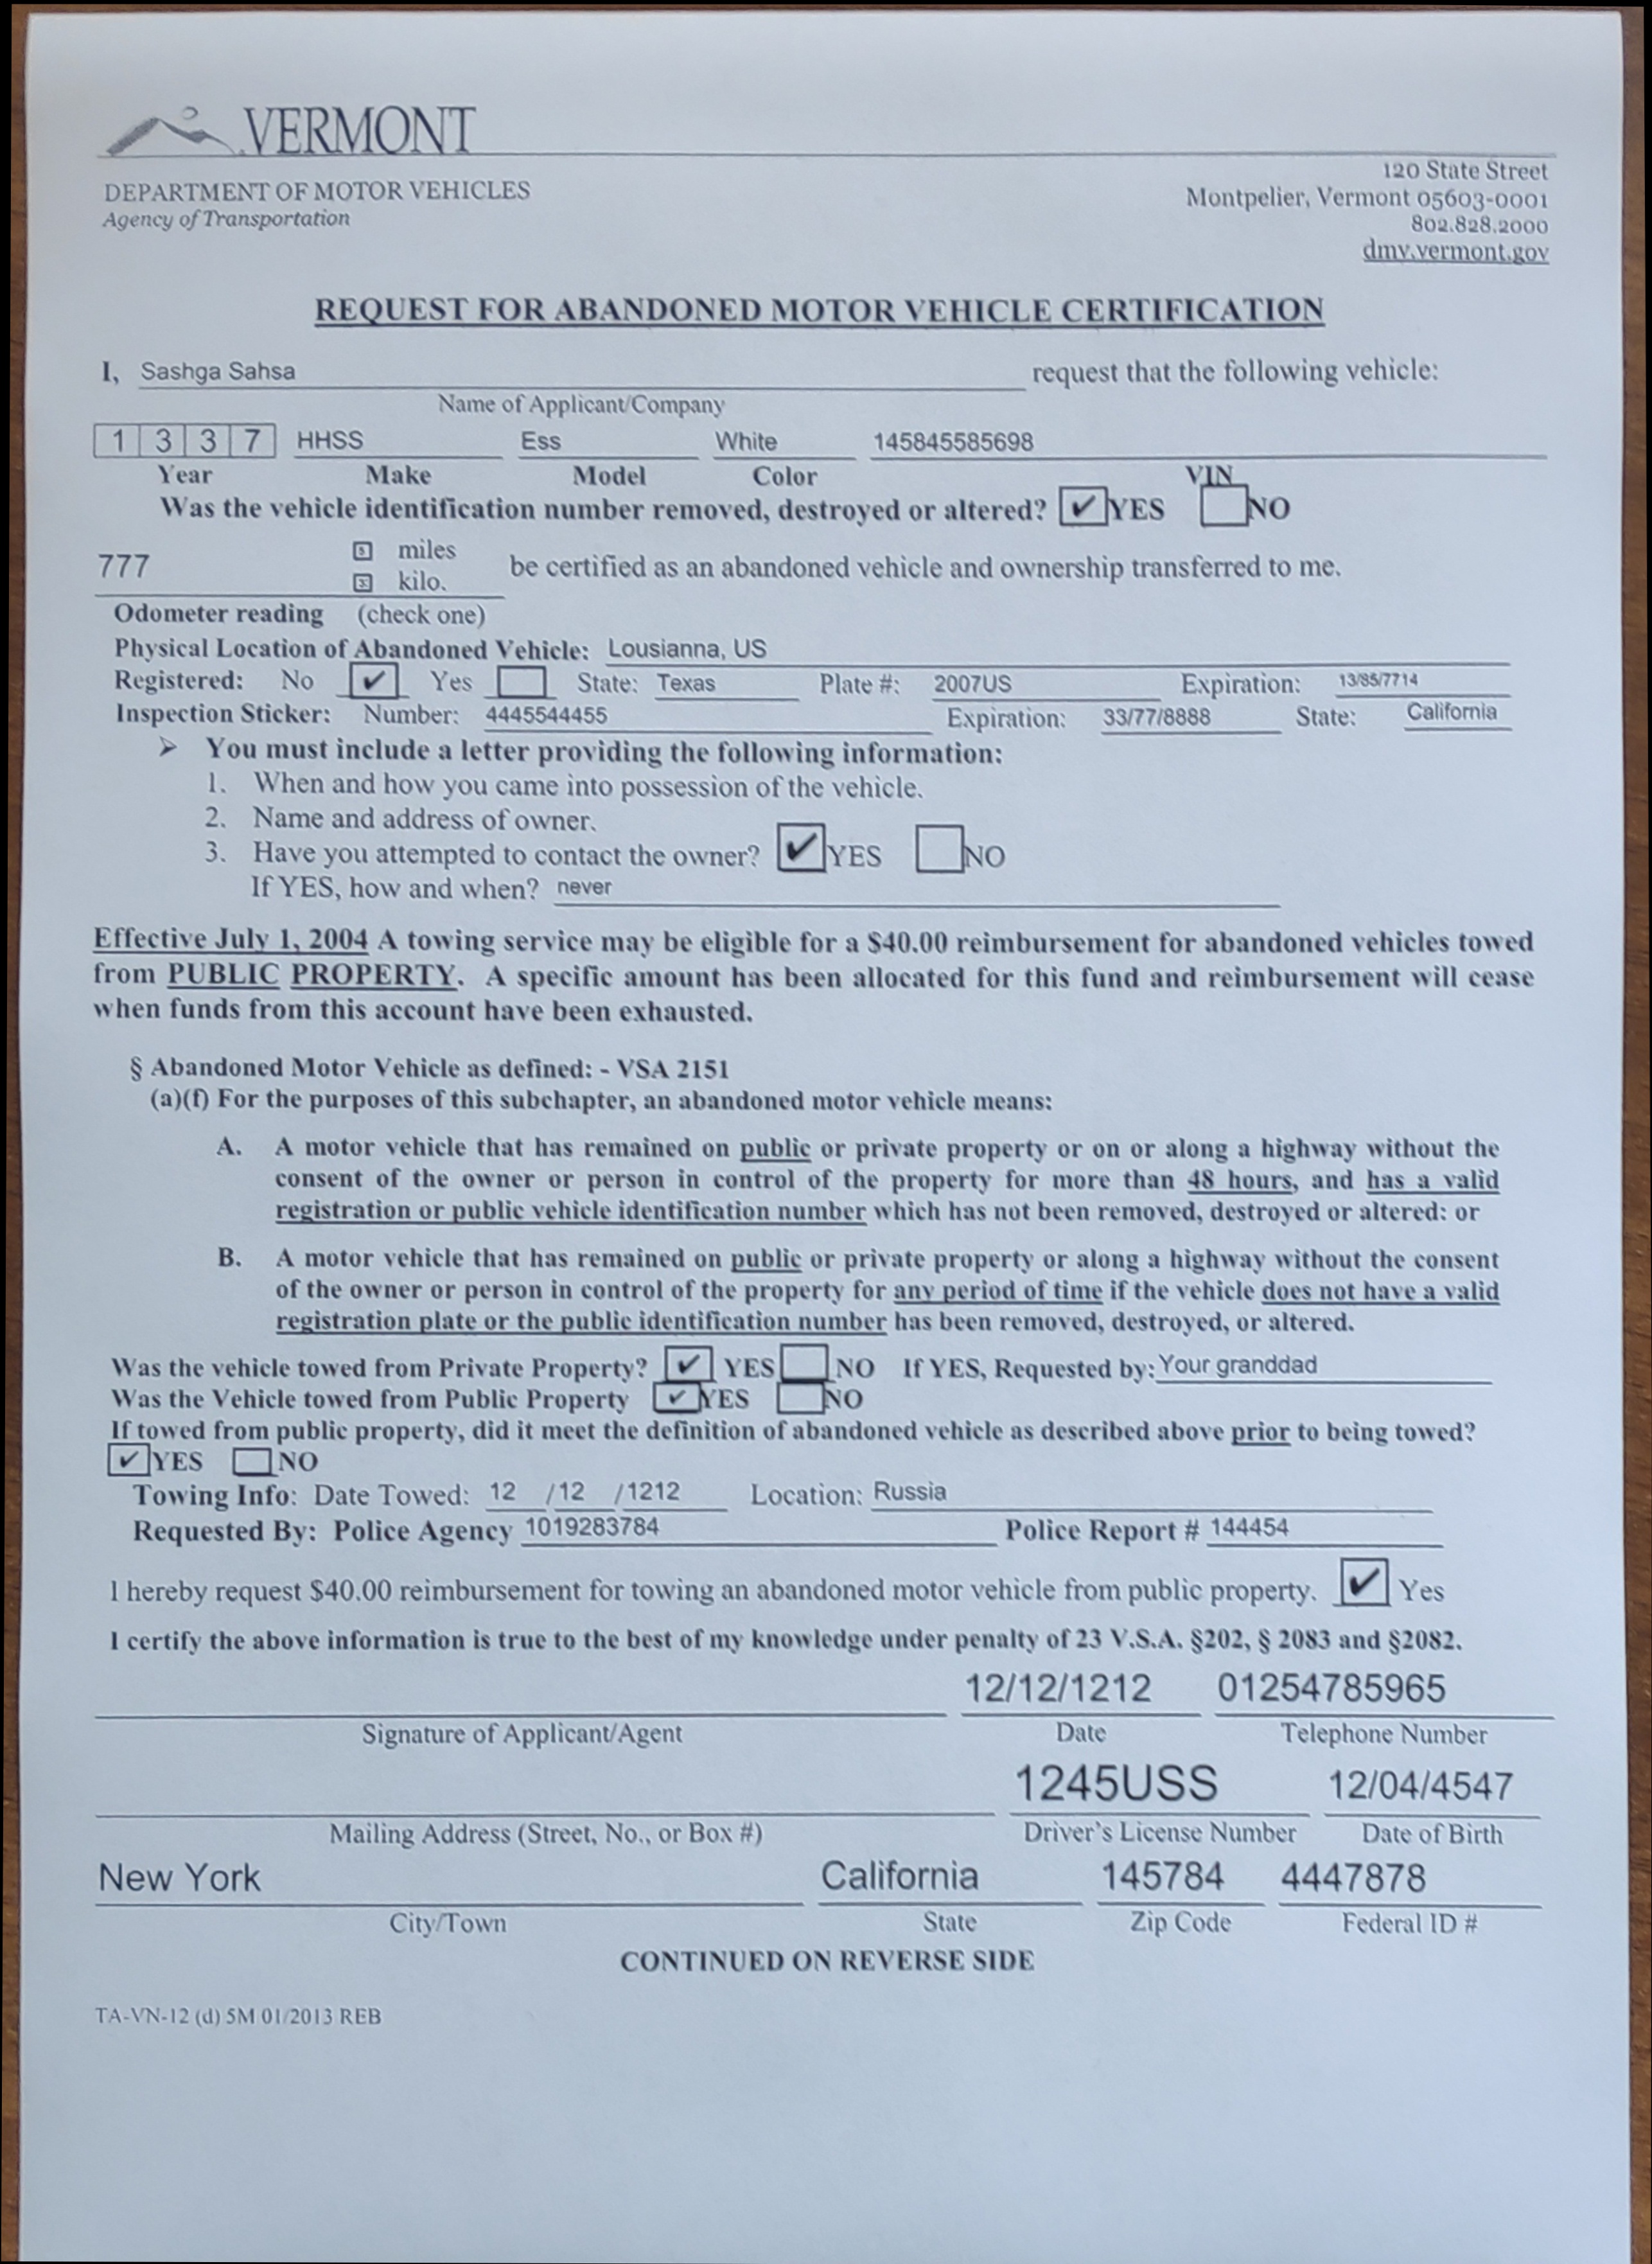 VERMONT
DEPARTMENT OF MOTOR VEHICLES
Agency of Transportation
120 State Street
Montpelier, Vermont 05603-0001
802.828.2000
dmv.vermont.gov
REQUEST FOR ABANDONED MOTOR VEHICLE CERTIFICATION
I, Sashga Sahsa request that the following vehicle:
Name of Applicant/Company
1 3 3 7 HHSS Ess White 145845585698
Year Make Model Color VIN
Was the vehicle identification number removed, destroyed or altered? ✔ YES NO
777 miles
kilo. be certified as an abandoned vehicle and ownership transferred to me.
Odometer reading (check one)
Physical Location of Abandoned Vehicle: Lousianna, US
Registered: No ✔ Yes State: Texas Plate #: 2007US Expiration: 13/85/7714
Inspection Sticker: Number: 4445544455 Expiration: 33/77/8888 State: California
➢ You must include a letter providing the following information:
1. When and how you came into possession of the vehicle.
2. Name and address of owner.
3. Have you attempted to contact the owner? ✔ YES NO
If YES, how and when? never
Effective July 1, 2004 A towing service may be eligible for a $40.00 reimbursement for abandoned vehicles towed
from PUBLIC PROPERTY. A specific amount has been allocated for this fund and reimbursement will cease
when funds from this account have been exhausted.
§ Abandoned Motor Vehicle as defined: - VSA 2151
(a)(f) For the purposes of this subchapter, an abandoned motor vehicle means:
A. A motor vehicle that has remained on public or private property or on or along a highway without the
consent of the owner or person in control of the property for more than 48 hours, and has a valid
registration or public vehicle identification number which has not been removed, destroyed or altered: or
B. A motor vehicle that has remained on public or private property or along a highway without the consent
of the owner or person in control of the property for any period of time if the vehicle does not have a valid
registration plate or the public identification number has been removed, destroyed, or altered.
Was the vehicle towed from Private Property? ✔ YES NO If YES, Requested by: Your granddad
Was the Vehicle towed from Public Property ✔ YES NO
If towed from public property, did it meet the definition of abandoned vehicle as described above prior to being towed?
✔ YES NO
Towing Info: Date Towed: 12 /12 /1212 Location: Russia
Requested By: Police Agency 1019283784 Police Report # 144454
I hereby request $40.00 reimbursement for towing an abandoned motor vehicle from public property. ✔ Yes
I certify the above information is true to the best of my knowledge under penalty of 23 V.S.A. §202, § 2083 and §2082.
12/12/1212 01254785965
Signature of Applicant/Agent Date Telephone Number
1245USS 12/04/4547
Mailing Address (Street, No., or Box #) Driver's License Number Date of Birth
New York California 145784 4447878
City/Town State Zip Code Federal ID #
CONTINUED ON REVERSE SIDE
TA-VN-12 (d) 5M 01/2013 REB